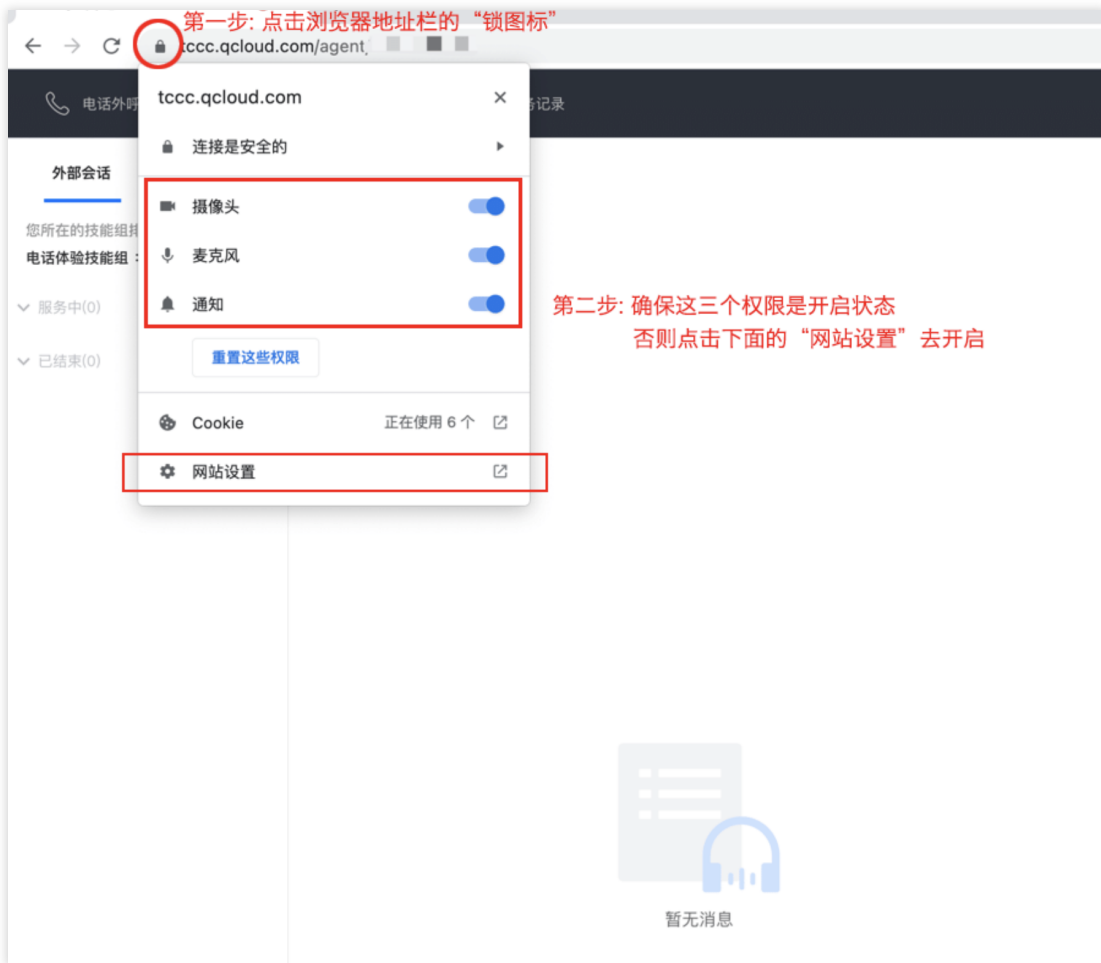 第一步: 点击浏览器地址栏的“锁图标”
tccc.qcloud.com/agent
tccc.qcloud.com
电话外呼
务记录
连接是安全的
外部会话
摄像头
您所在的技能组排
麦克风
电话体验技能组：
通知
第二步: 确保这三个权限是开启状态
服务中(0)
否则点击下面的“网站设置”去开启
重置这些权限
已结束(0)
Cookie
正在使用 6 个
网站设置
暂无消息